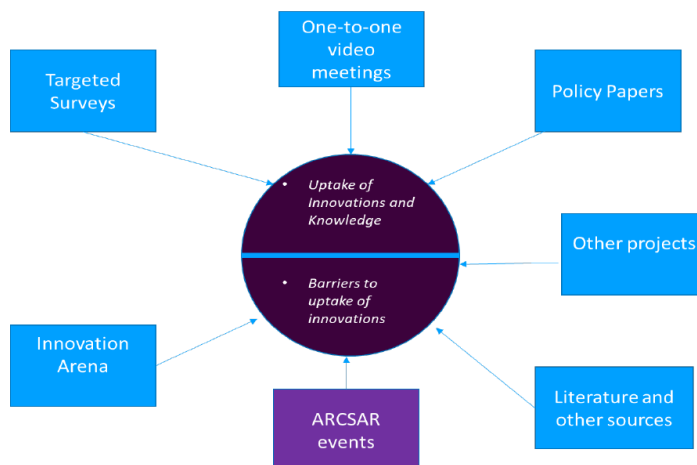 One-to-one
video
meetings
Targeted
Surveys
Policy Papers
• Uptake of
Innovations and
Knowledge
Other projects
• Barriers to
uptake of
innovations
Innovation
Arena
ARCSAR
events
Literature and
other sources